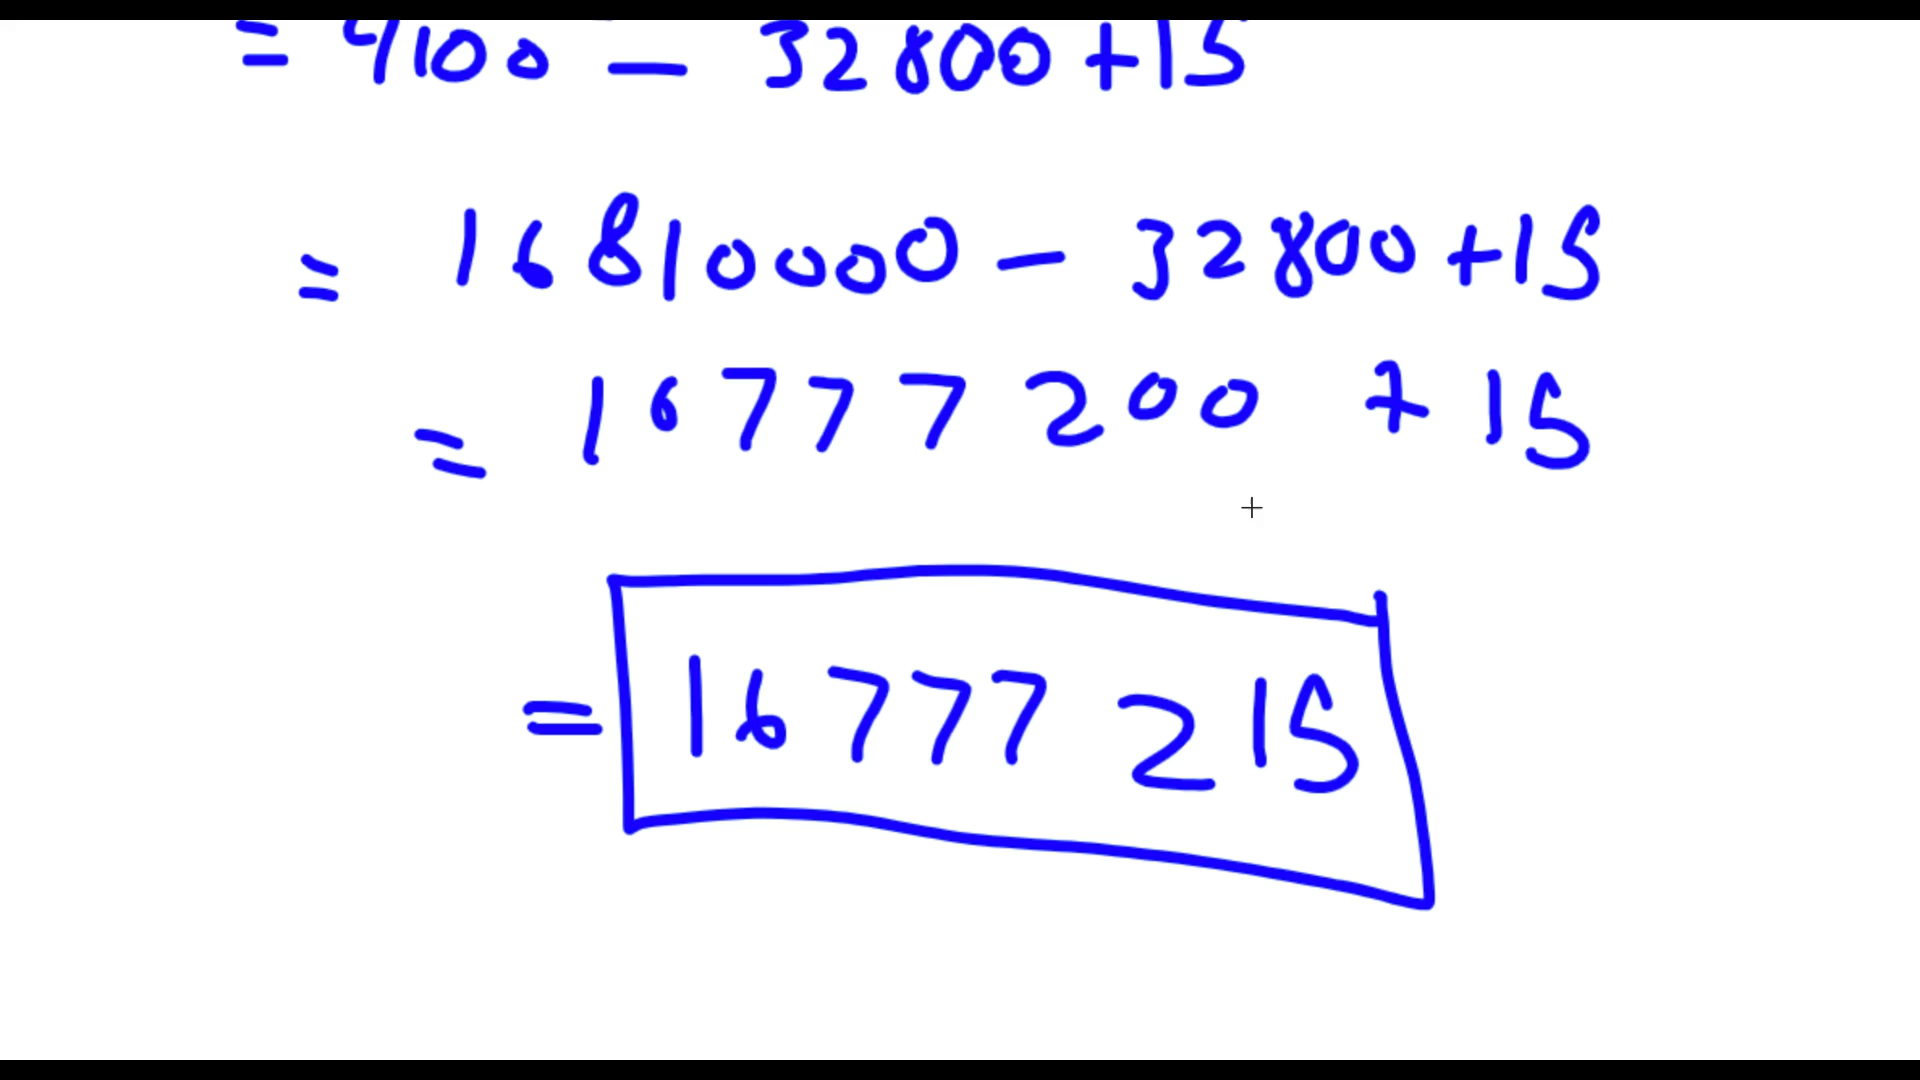 = 4100 - 32800 + 15
= 16810000 - 32800 + 15
= 16777200 + 15
= 16777215